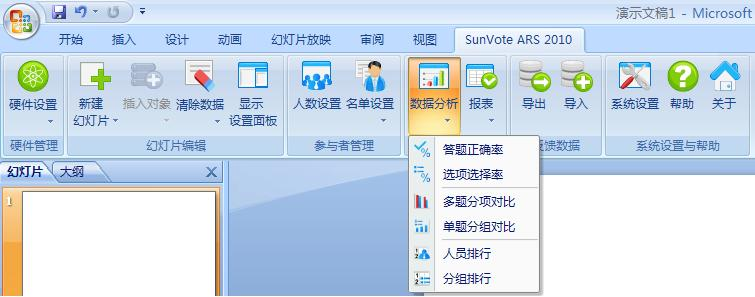 演示文稿1 - Microsoft
开始 插入 设计 动画 幻灯片放映 审阅 视图 SunVote ARS 2010
硬件设置 新建幻灯片 插入对象 清除数据 显示设置面板 人数设置 名单设置 数据分析 报表 导出 导入 系统设置 帮助 关于
硬件管理 幻灯片编辑 参与者管理 反馈数据 系统设置与帮助
答题正确率
选项选择率
多题分项对比
单题分组对比
人员排行
分组排行
幻灯片 大纲
1